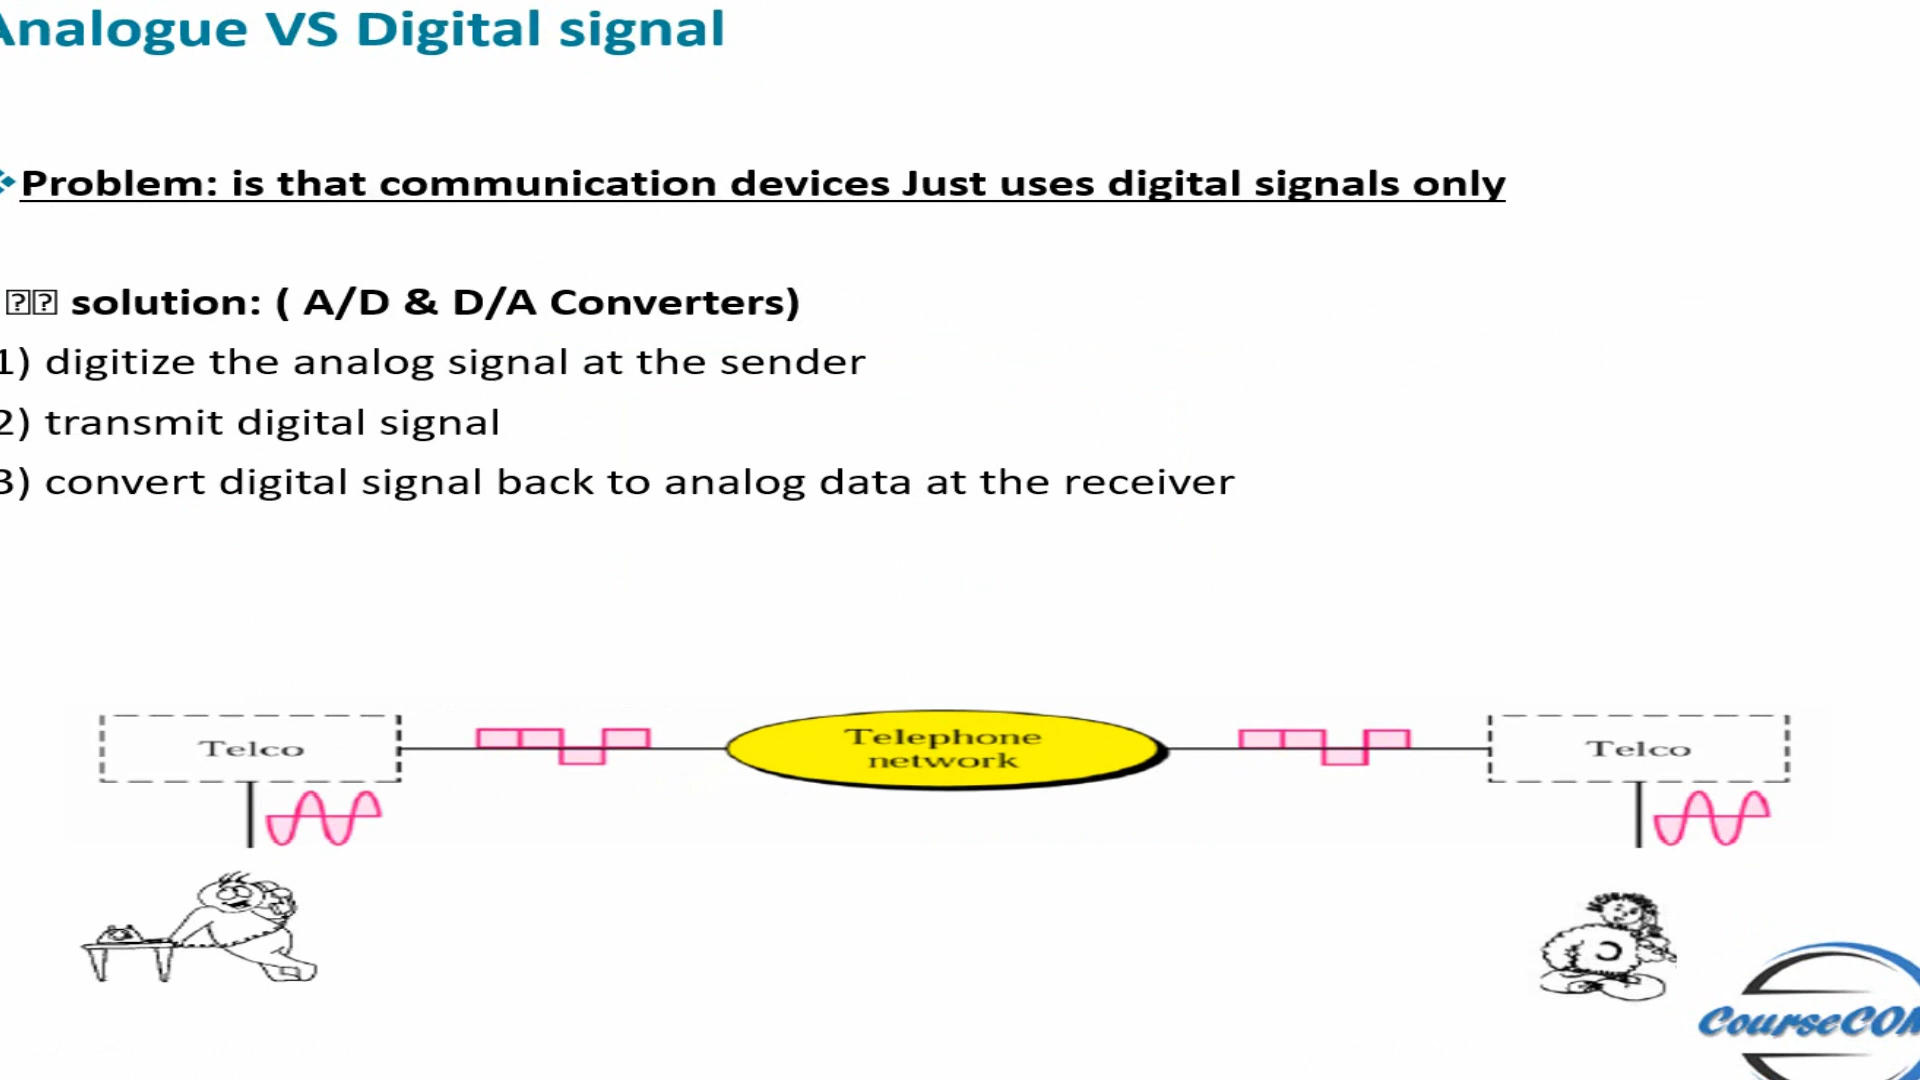 Analogue VS Digital signal
❖Problem: is that communication devices Just uses digital signals only
solution: ( A/D & D/A Converters)
1) digitize the analog signal at the sender
2) transmit digital signal
3) convert digital signal back to analog data at the receiver
Telco
Telephone
network
Telco
CourseCOM